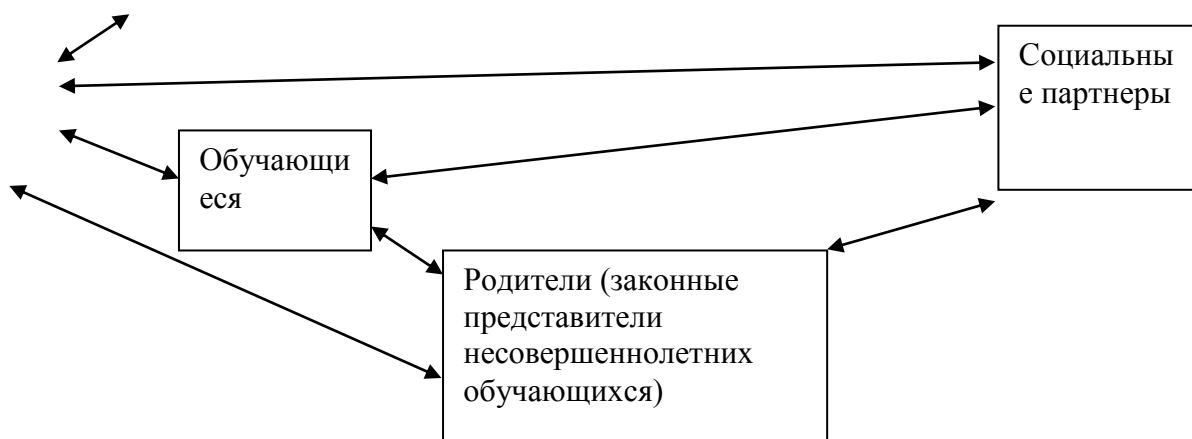 Социальны
е партнеры
Обучающи
еся
Родители (законные
представители
несовершеннолетних
обучающихся)